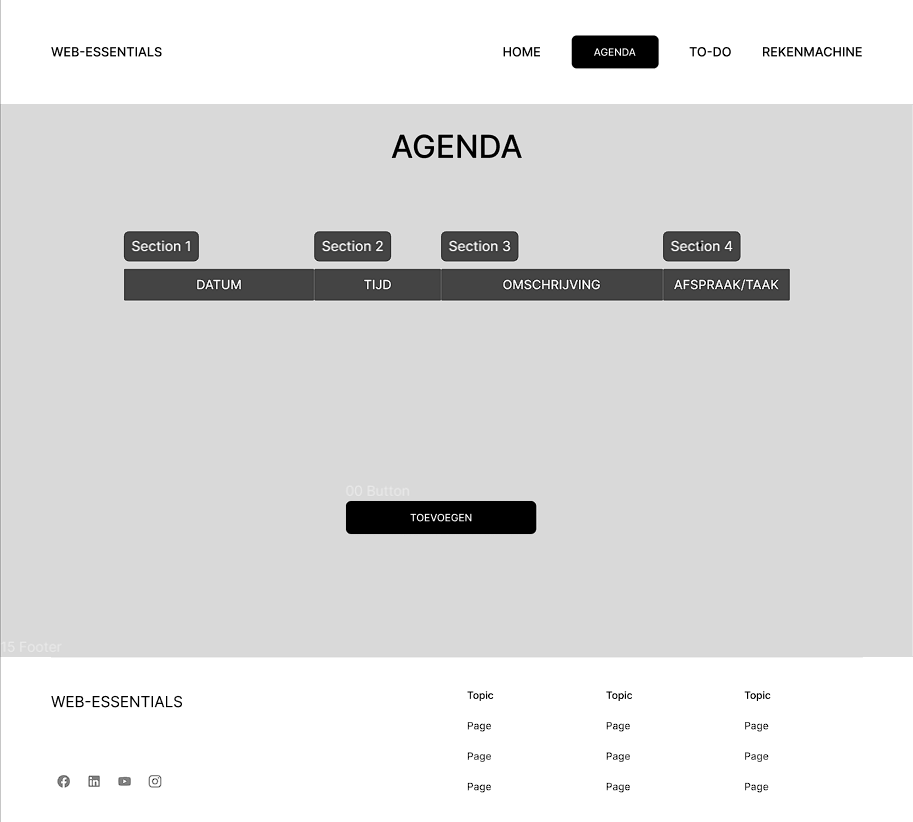 WEB-ESSENTIALS HOME AGENDA TO-DO REKENMACHINE
AGENDA
Section 1 Section 2 Section 3 Section 4
DATUM TIJD OMSCHRIJVING AFSPRAAK/TAAK
00 Button
TOEVOEGEN
15 Footer
WEB-ESSENTIALS
Topic Topic Topic
Page Page Page
Page Page Page
Page Page Page